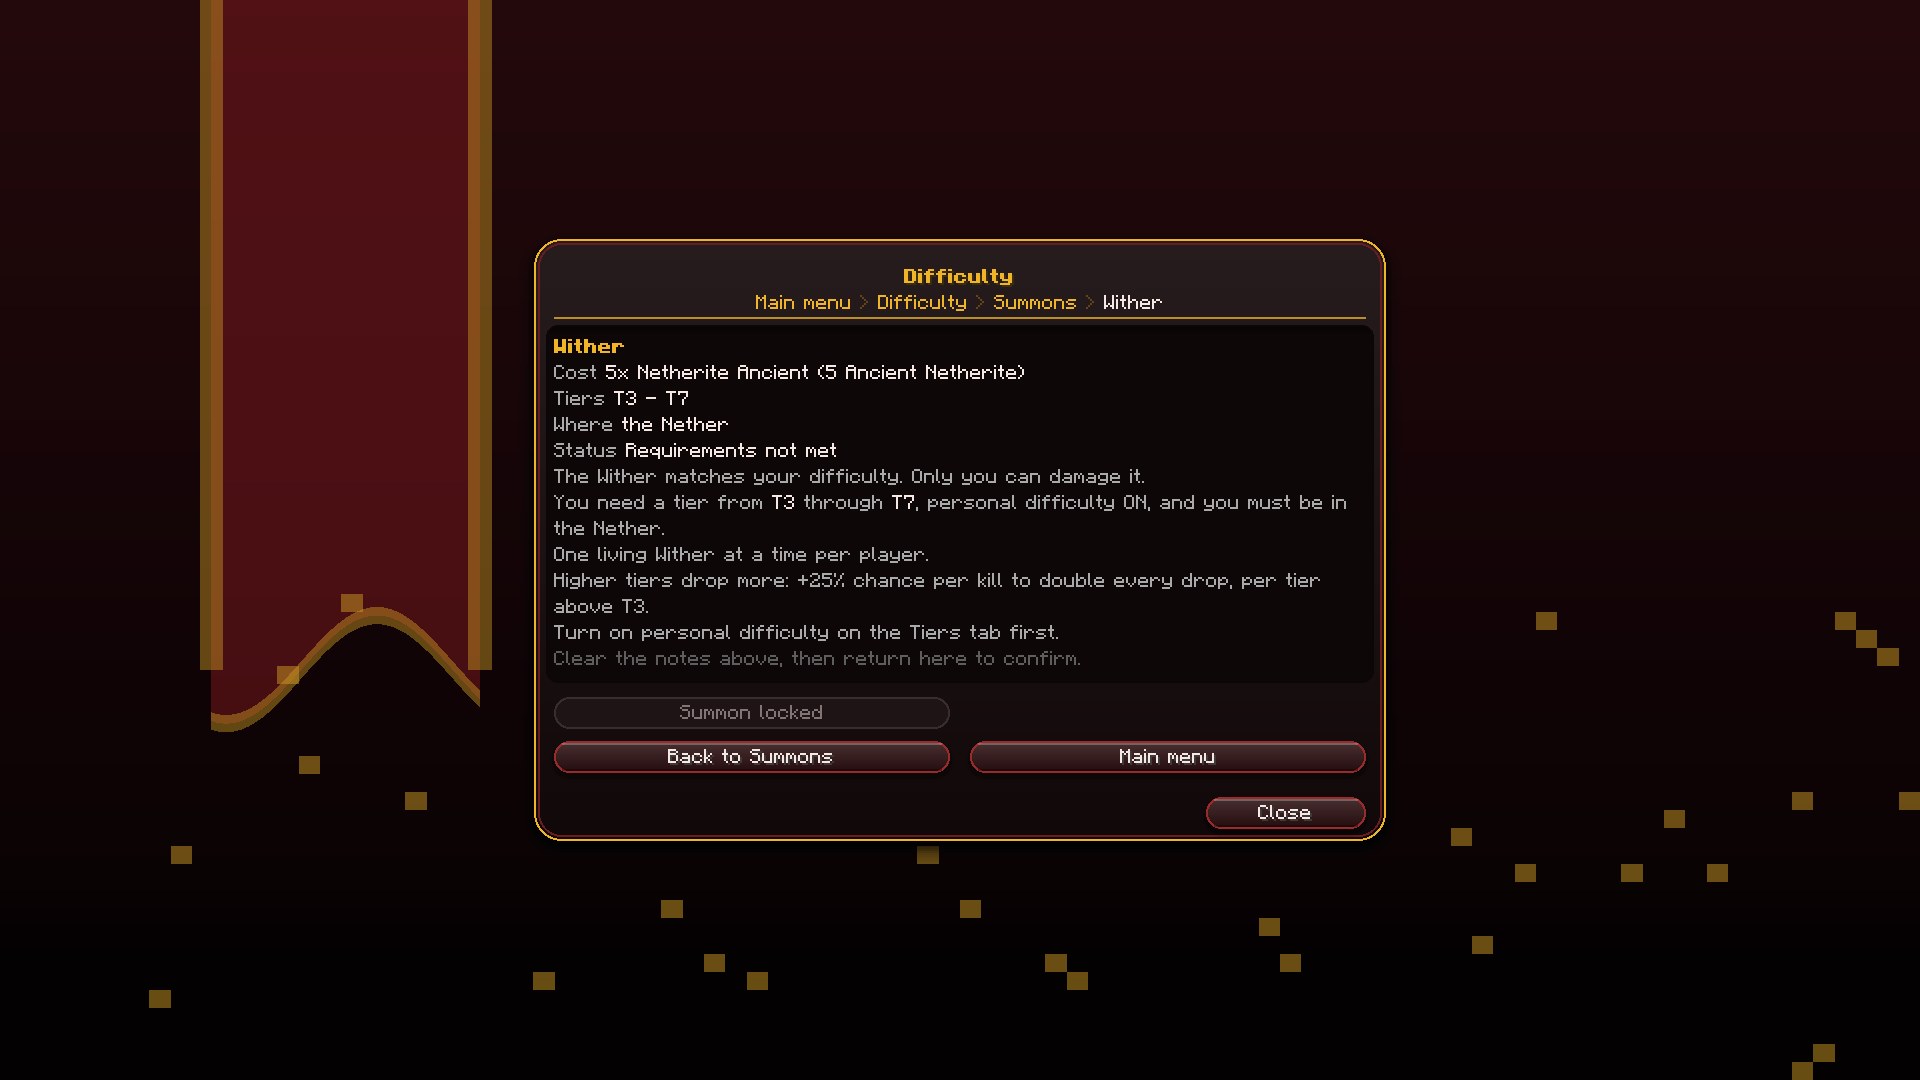 Difficulty
Main menu > Difficulty > Summons > Wither
Wither
Cost 5x Netherite Ancient (5 Ancient Netherite)
Tiers T3 - T7
Where the Nether
Status Requirements not met
The Wither matches your difficulty. Only you can damage it.
You need a tier from T3 through T7, personal difficulty ON, and you must be in
the Nether.
One living Wither at a time per player.
Higher tiers drop more: +25% chance per kill to double every drop, per tier
above T3.
Turn on personal difficulty on the Tiers tab first.
Clear the notes above, then return here to confirm.
Summon locked
Back to Summons
Main menu
Close